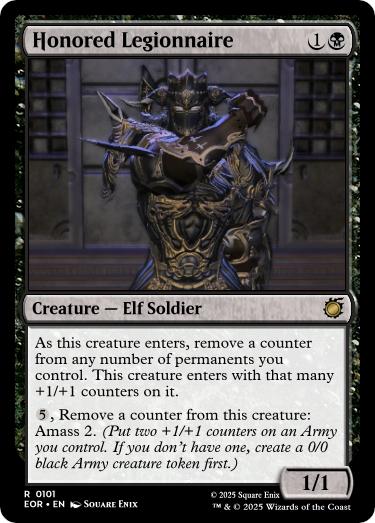 Honored Legionnaire 1
Creature — Elf Soldier
As this creature enters, remove a counter
from any number of permanents you
control. This creature enters with that many
+1/+1 counters on it.
5, Remove a counter from this creature:
Amass 2. (Put two +1/+1 counters on an Army
you control. If you don't have one, create a 0/0
black Army creature token first.)
1/1
R 0101
EOR • EN SQUARE ENIX
© 2025 Square Enix
™ & © 2025 Wizards of the Coast